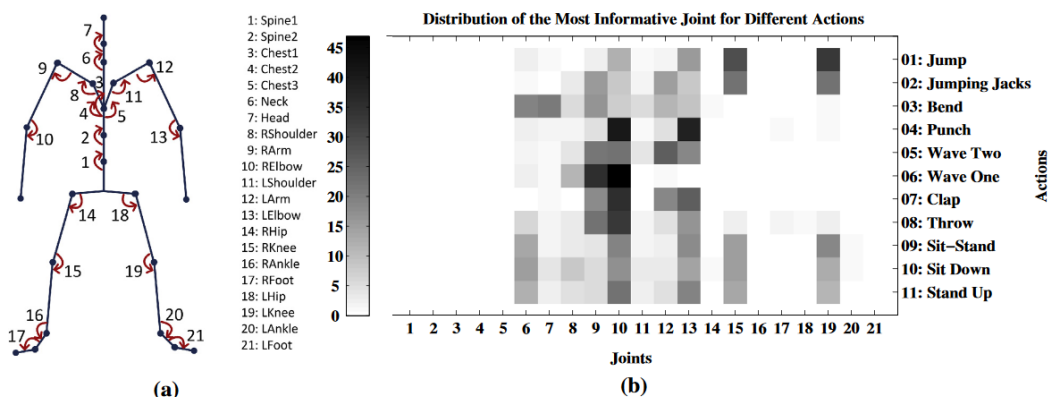 Distribution of the Most Informative Joint for Different Actions
1: Spine1
2: Spine2
3: Chest1
4: Chest2
5: Chest3
6: Neck
7: Head
8: RShoulder
9: RArm
10: RElbow
11: LShoulder
12: LArm
13: LElbow
14: RHip
15: RKnee
16: RAnkle
17: RFoot
18: LHip
19: LKnee
20: LAnkle
21: LFoot
7
6
9
12
3
8
11
4
5
10
13
2
1
14
18
15
19
16
20
17
21
(a)
45
40
35
30
25
20
15
10
5
0
01: Jump
02: Jumping Jacks
03: Bend
04: Punch
05: Wave Two
06: Wave One
07: Clap
08: Throw
09: Sit-Stand
10: Sit Down
11: Stand Up
Actions
1 2 3 4 5 6 7 8 9 10 11 12 13 14 15 16 17 18 19 20 21
Joints
(b)